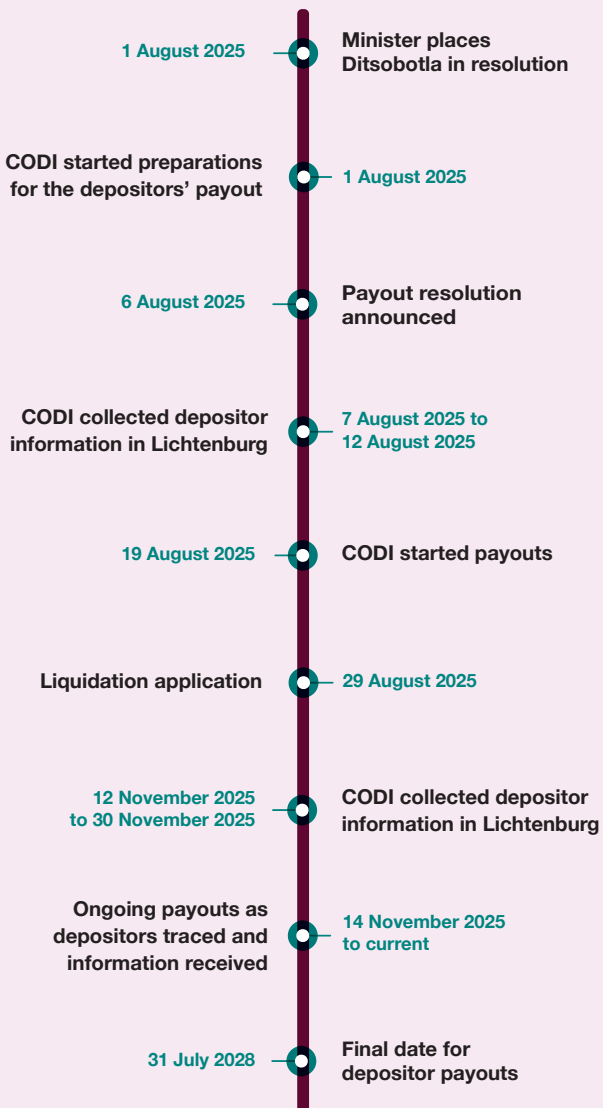 1 August 2025
Minister places
Ditsobotla in resolution
CODI started preparations
for the depositors’ payout
1 August 2025
6 August 2025
Payout resolution
announced
CODI collected depositor
information in Lichtenburg
7 August 2025 to
12 August 2025
19 August 2025
CODI started payouts
Liquidation application
29 August 2025
12 November 2025
to 30 November 2025
CODI collected depositor
information in Lichtenburg
Ongoing payouts as
depositors traced and
information received
14 November 2025
to current
31 July 2028
Final date for
depositor payouts